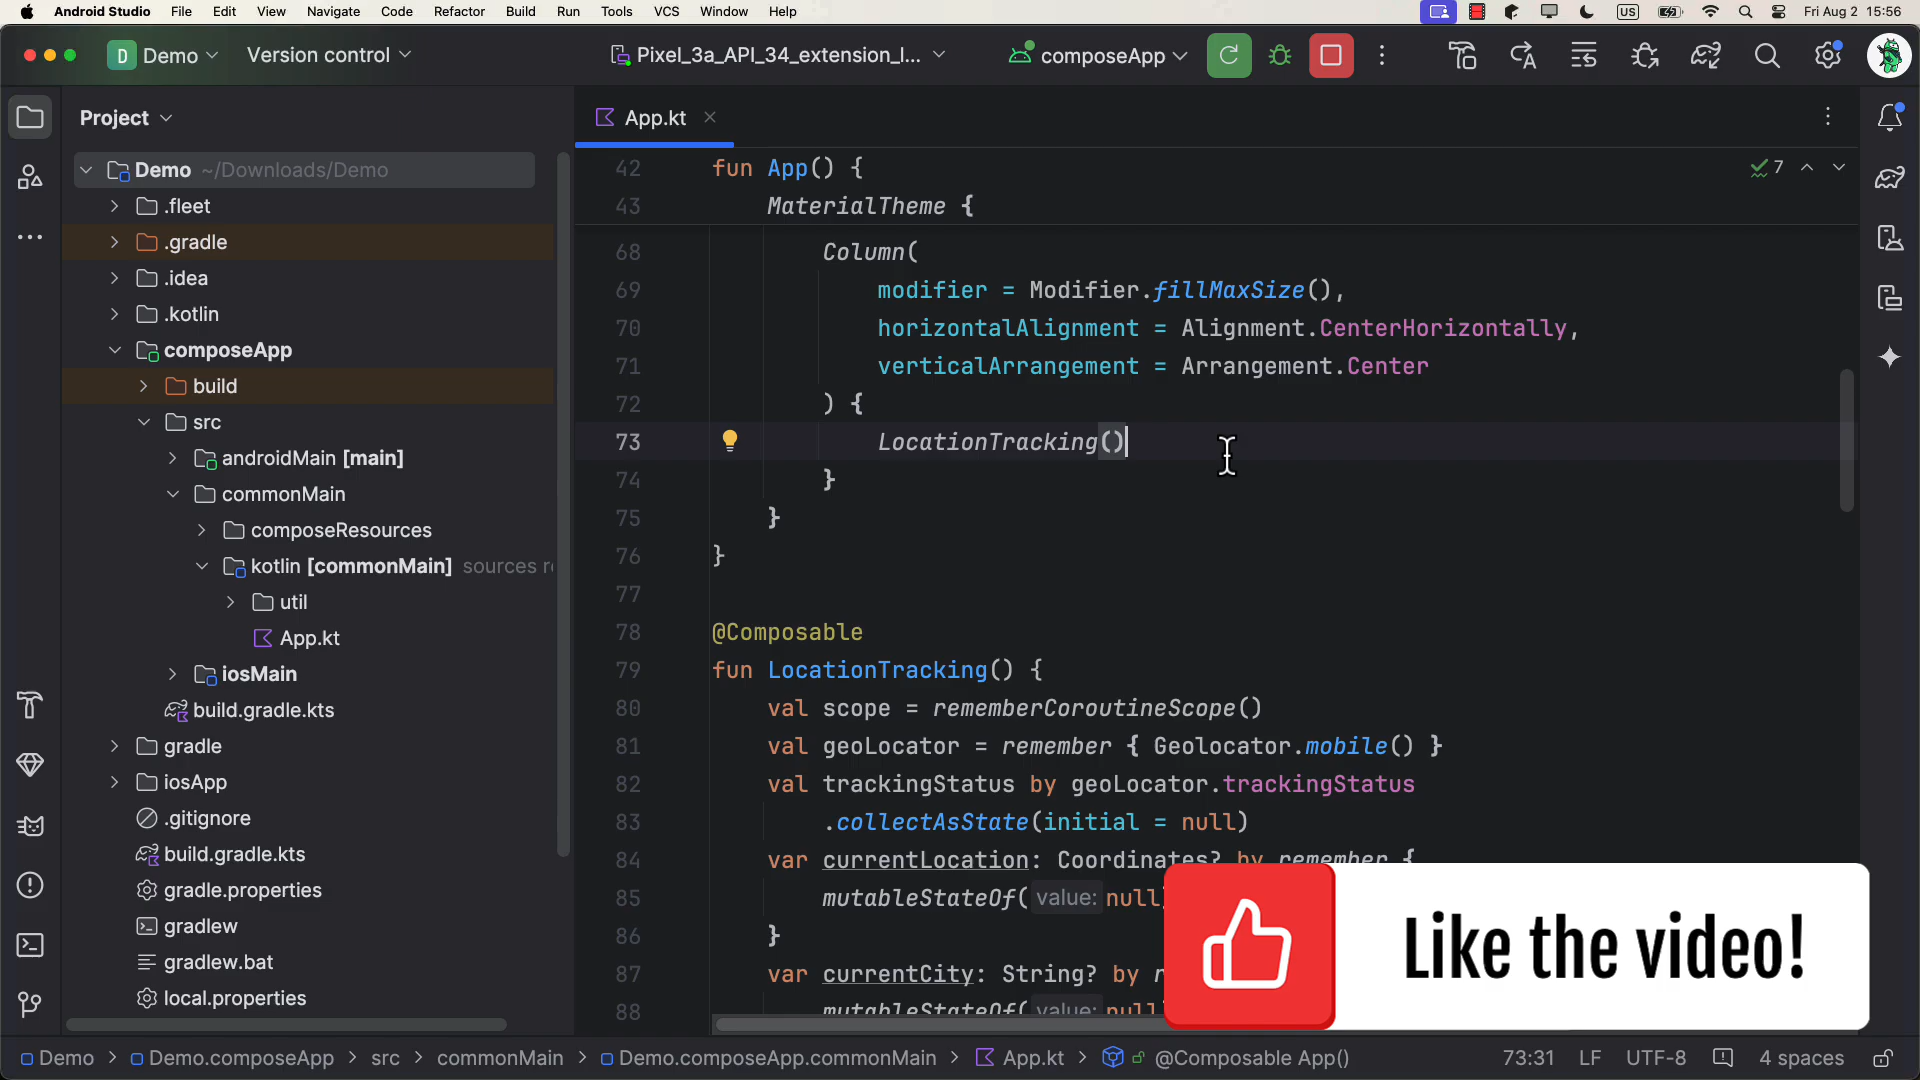 Android Studio File Edit View Navigate Code Refactor Build Run Tools VCS Window Help US Fri Aug 2 15:56
D Demo Version control Pixel_3a_API_34_extension_l... composeApp
Project
App.kt
Demo ~/Downloads/Demo
.fleet
.gradle
.idea
.kotlin
composeApp
build
src
androidMain [main]
commonMain
composeResources
kotlin [commonMain] sources r
util
App.kt
iosMain
build.gradle.kts
gradle
iosApp
.gitignore
build.gradle.kts
gradle.properties
gradlew
gradlew.bat
local.properties
42 fun App() {
7
43 MaterialTheme {
68 Column(
69 modifier = Modifier.fillMaxSize(),
70 horizontalAlignment = Alignment.CenterHorizontally,
71 verticalArrangement = Arrangement.Center
72 ) {
73 LocationTracking()
74 }
75 }
76 }
77
78 @Composable
79 fun LocationTracking() {
80 val scope = rememberCoroutineScope()
81 val geoLocator = remember { Geolocator.mobile() }
82 val trackingStatus by geoLocator.trackingStatus
83 .collectAsState(initial = null)
84 var currentLocation: Coordinates? by remember {
85 mutableStateOf( value: null
86 }
87 var currentCity: String? by r
88 mutableStateOf( value: null
Like the video!
Demo > Demo.composeApp > src > commonMain > Demo.composeApp.commonMain > App.kt > @Composable App() 73:31 LF UTF-8 4 spaces